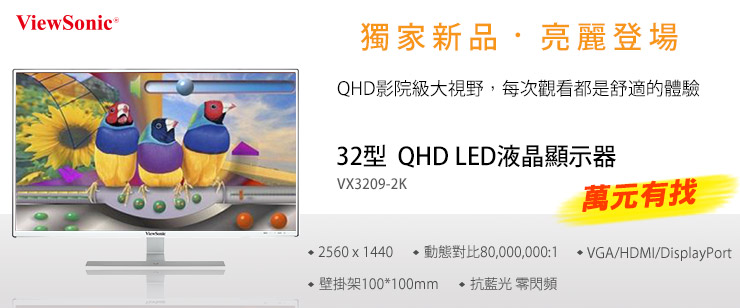 ViewSonic®
獨家新品‧亮麗登場
QHD影院級大視野，每次觀看都是舒適的體驗
32型 QHD LED液晶顯示器
VX3209-2K
萬元有找
ViewSonic
◆ 2560 x 1440 ◆ 動態對比80,000,000:1 ◆ VGA/HDMI/DisplayPort
◆ 壁掛架100*100mm ◆ 抗藍光 零閃頻